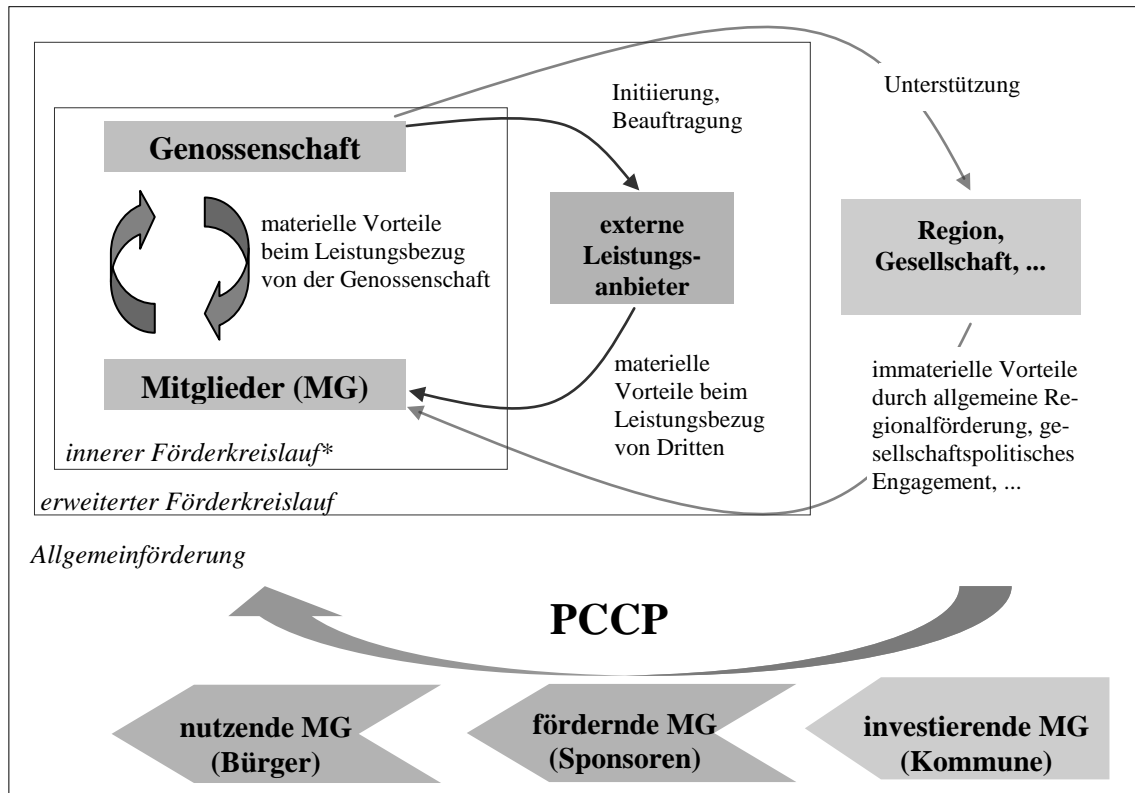 Unterstützung
Initiierung,
Beauftragung
Genossenschaft
materielle Vorteile
beim Leistungsbezug
von der Genossenschaft
externe
Leistungs-
anbieter
Region,
Gesellschaft, ...
Mitglieder (MG)
materielle
Vorteile beim
Leistungsbezug
von Dritten
immaterielle Vorteile
durch allgemeine Re-
gionalförderung, ge-
sellschaftspolitisches
Engagement, ...
innerer Förderkreislauf*
erweiterter Förderkreislauf
Allgemeinförderung
PCCP
nutzende MG
(Bürger)
fördernde MG
(Sponsoren)
investierende MG
(Kommune)